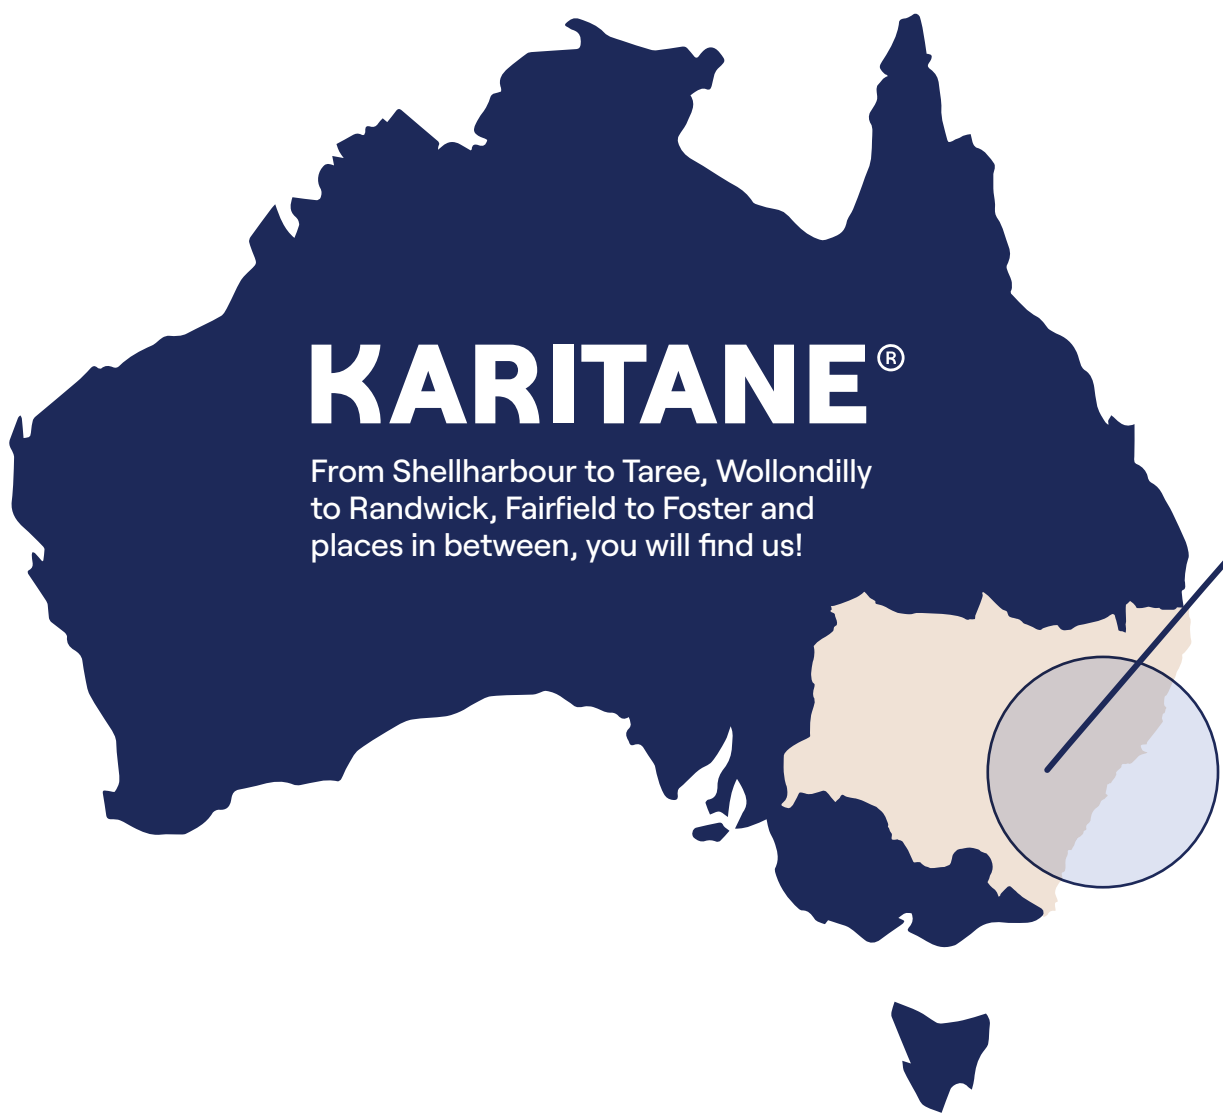 KARITANE®
From Shellharbour to Taree, Wollondilly
to Randwick, Fairfield to Foster and
places in between, you will find us!